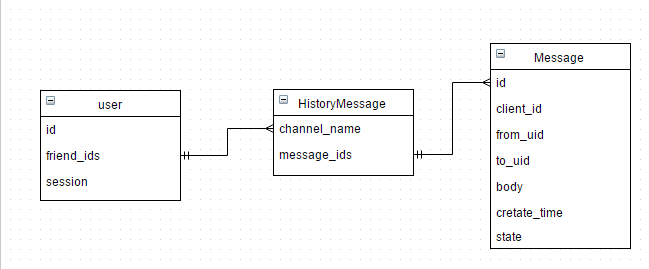 user
id
friend_ids
session
HistoryMessage
channel_name
message_ids
Message
id
client_id
from_uid
to_uid
body
cretate_time
state